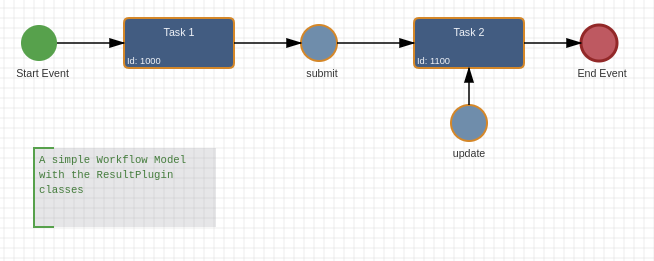 Task 1
Id: 1000
Task 2
Id: 1100
Start Event
submit
End Event
update
A simple Workflow Model
with the ResultPlugin
classes